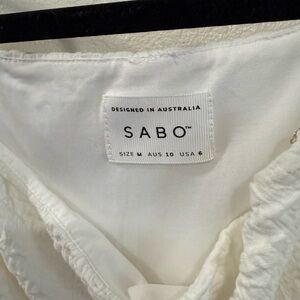 DESIGNED IN AUSTRALIA
SABO™
SIZE M AUS 10 USA 6